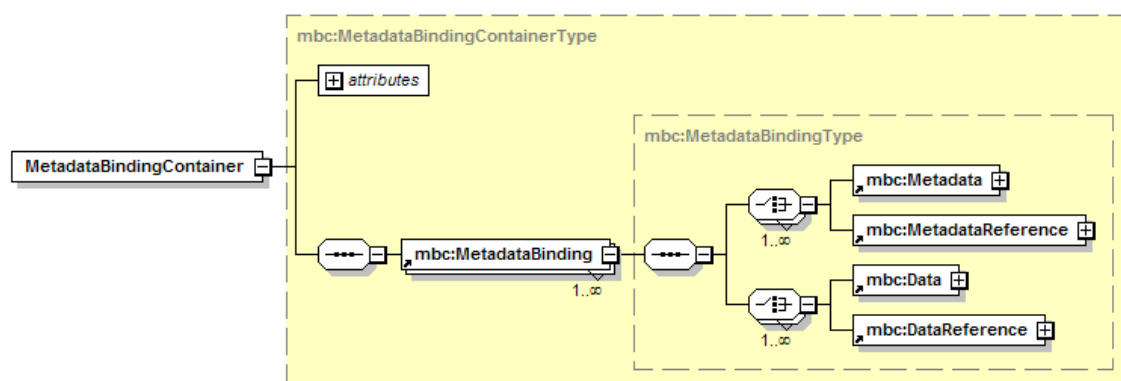 mbc:MetadataBindingContainerType
attributes
mbc:MetadataBindingType
MetadataBindingContainer
mbc:Metadata
1..∞
mbc:MetadataReference
mbc:MetadataBinding
1..∞
mbc:Data
1..∞
mbc:DataReference